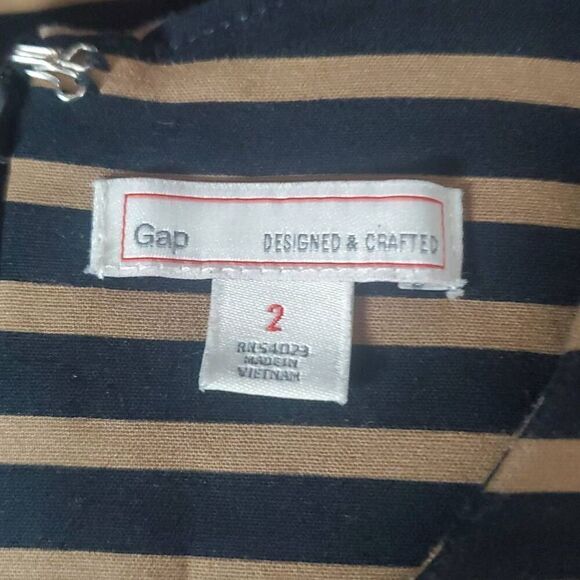 Gap DESIGNED & CRAFTED
2
RN54023
MADE IN
VIETNAM